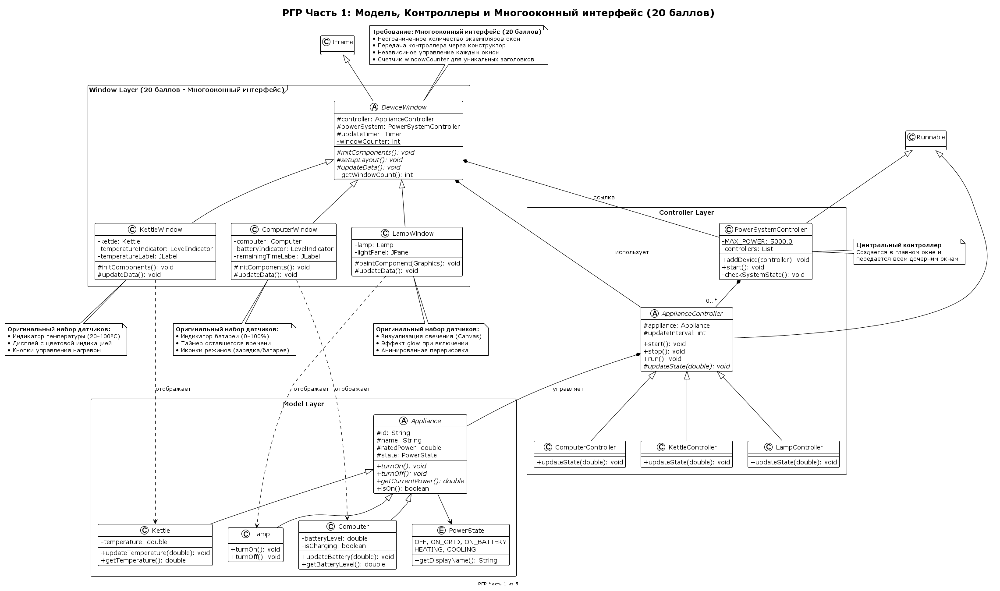 РГР Часть 1: Модель, Контроллеры и Многооконный интерфейс (20 баллов)
C JFrame
Требование: Многооконный интерфейс (20 баллов)
• Неограниченное количество экземпляров окон
• Передача контроллера через конструктор
• Независимое управление каждым окном
• Счетчик windowCounter для уникальных заголовков
Window Layer (20 баллов - Многооконный интерфейс)
A DeviceWindow
#controller: ApplianceController
#powerSystem: PowerSystemController
#updateTimer: Timer
-windowCounter: int
#initComponents(): void
#setupLayout(): void
#updateData(): void
+getWindowCount(): int
C Runnable
ссылка
использует
C KettleWindow
-kettle: Kettle
-temperatureIndicator: LevelIndicator
-temperatureLabel: JLabel
#initComponents(): void
#updateData(): void
C ComputerWindow
-computer: Computer
-batteryIndicator: LevelIndicator
-remainingTimeLabel: JLabel
#initComponents(): void
#updateData(): void
C LampWindow
-lamp: Lamp
-lightPanel: JPanel
#paintComponent(Graphics): void
#updateData(): void
Controller Layer
C PowerSystemController
-MAX_POWER: 5000.0
-controllers: List
+addDevice(controller): void
+start(): void
-checkSystemState(): void
Центральный контроллер
Создается в главном окне и
передается всем дочерним окнам
0..*
Оригинальный набор датчиков:
• Индикатор температуры (20-100°C)
• Дисплей с цветовой индикацией
• Кнопки управления нагревом
Оригинальный набор датчиков:
• Индикатор батареи (0-100%)
• Таймер оставшегося времени
• Иконки режимов (зарядка/батарея)
Оригинальный набор датчиков:
• Визуализация свечения (Canvas)
• Эффект glow при включении
• Анимированная перерисовка
A ApplianceController
#appliance: Appliance
#updateInterval: int
+start(): void
+stop(): void
+run(): void
#updateState(double): void
отображает
отображает
отображает
управляет
Model Layer
A Appliance
#id: String
#name: String
#ratedPower: double
#state: PowerState
+turnOn(): void
+turnOff(): void
+getCurrentPower(): double
+isOn(): boolean
C ComputerController
+updateState(double): void
C KettleController
+updateState(double): void
C LampController
+updateState(double): void
C Kettle
-temperature: double
+updateTemperature(double): void
+getTemperature(): double
C Lamp
+turnOn(): void
+turnOff(): void
C Computer
-batteryLevel: double
-isCharging: boolean
+updateBattery(double): void
+getBatteryLevel(): double
E PowerState
OFF, ON_GRID, ON_BATTERY
HEATING, COOLING
+getDisplayName(): String
РГР Часть 1 из 5